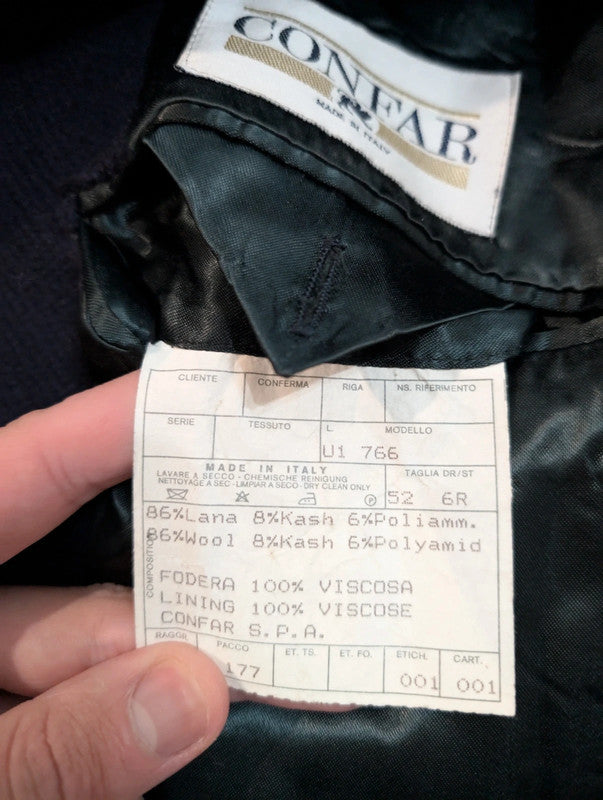 CONFAR
MADE IN ITALY
CLIENTE CONFERMA RIGA NS. RIFERIMENTO
SERIE TESSUTO L MODELLO
U1 766
MADE IN ITALY
LAVARE A SECCO - CHEMISCHE REINIGUNG
NETTOYAGE A SEC - LIMPIAR A SECO - DRY CLEAN ONLY
TAGLIA DR/ST
P 52 6R
86%Lana 8%Kash 6%Poliamm.
86%Wool 8%Kash 6%Polyamid
COMPOSITION
FODERA 100% VISCOSA
LINING 100% VISCOSE
CONFAR S.P.A.
RAGGR. PACCO ET. TS. ET. FO. ETICH. CART.
177 001 001